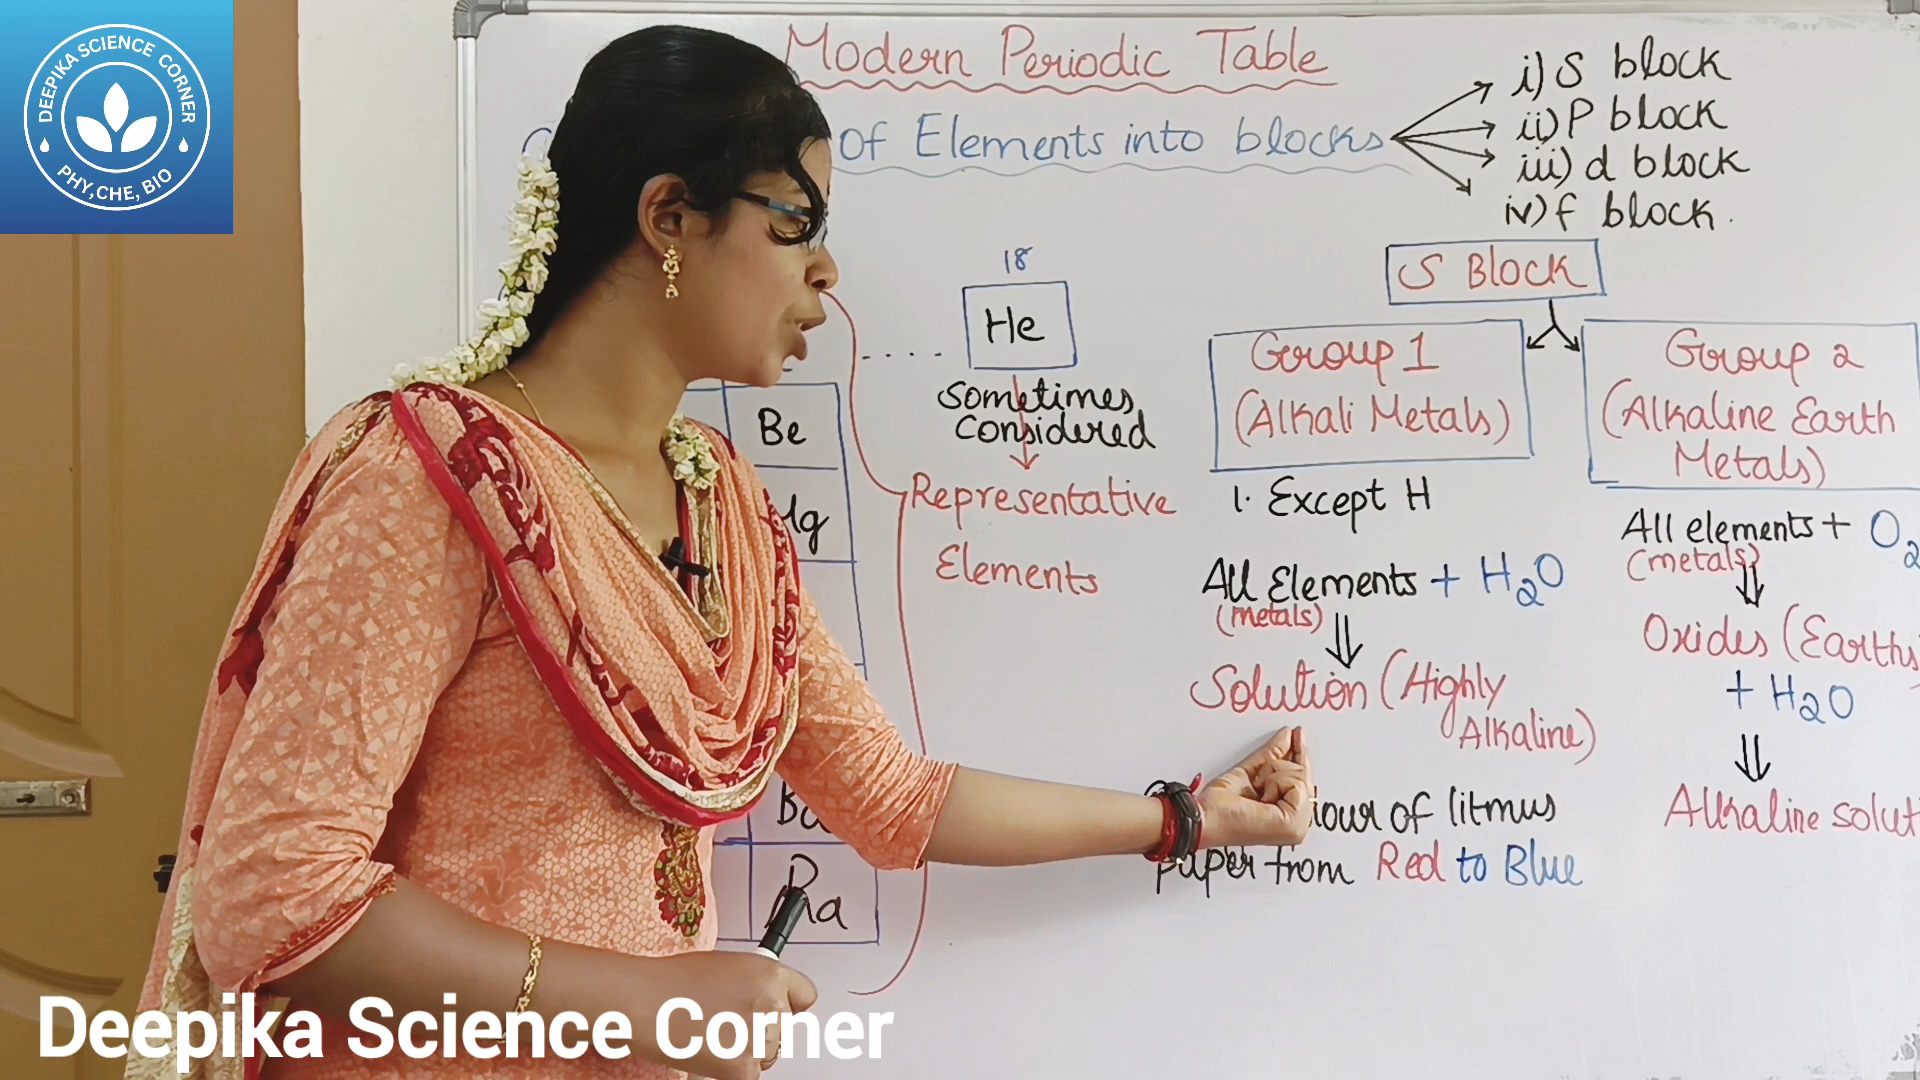 DEEPIKA SCIENCE CORNER
PHY, CHE, BIO
Modern Periodic Table
Of Elements into blocks
i) S block
ii) P block
iii) d block
iv) f block.
18
He
Sometimes
Considered
Representative
Elements
Be
Mg
Ba
Ra
S Block
Group 1
(Alkali Metals)
1. Except H
All Elements + H2O
(metals)
Solution (Highly
Alkaline)
of litmus
paper from Red to Blue
Group 2
(Alkaline Earth
Metals)
All elements + O2
(metals)
Oxides (Earths
+ H2O
Alkaline solut
Deepika Science Corner